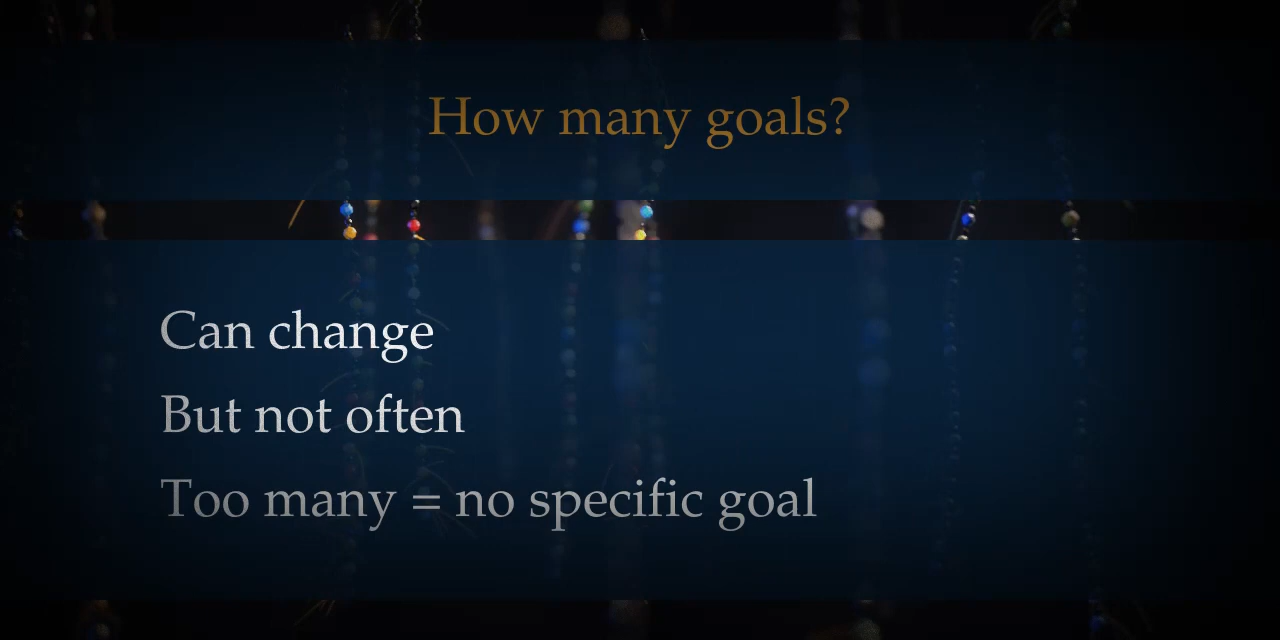 How many goals?
Can change
But not often
Too many = no specific goal